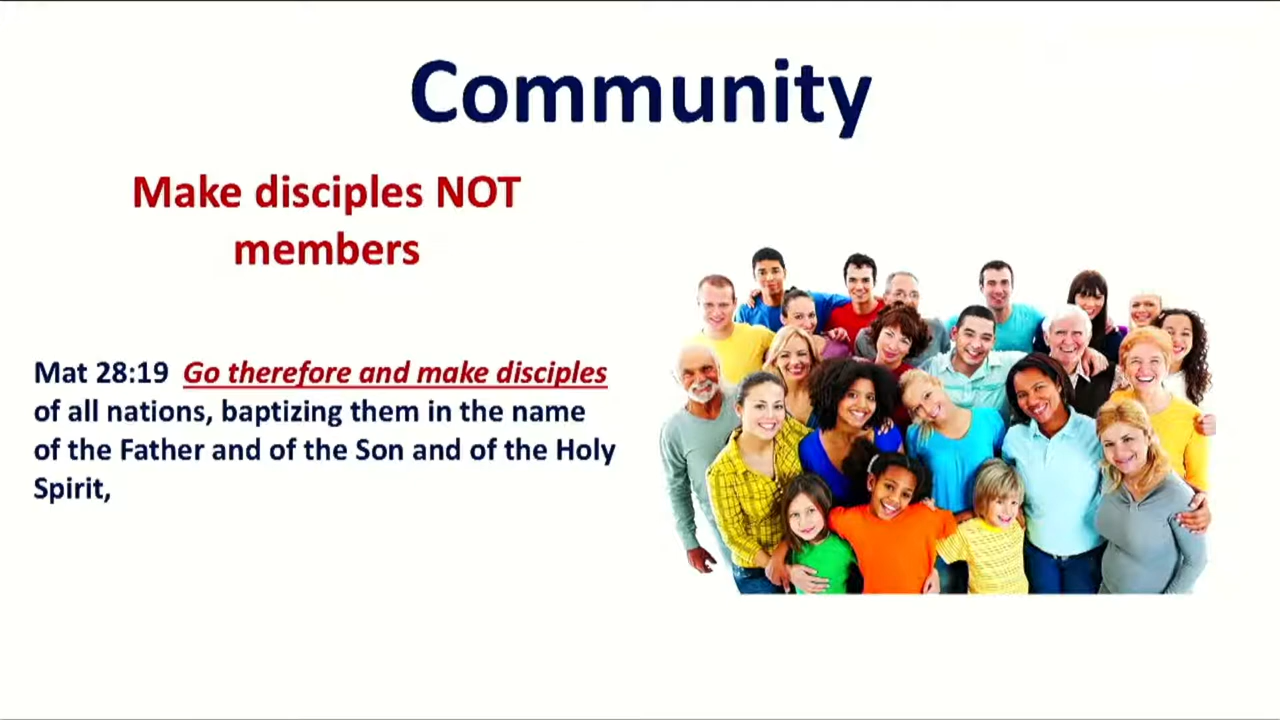 Community
Make disciples NOT
members
Mat 28:19 Go therefore and make disciples
of all nations, baptizing them in the name
of the Father and of the Son and of the Holy
Spirit,